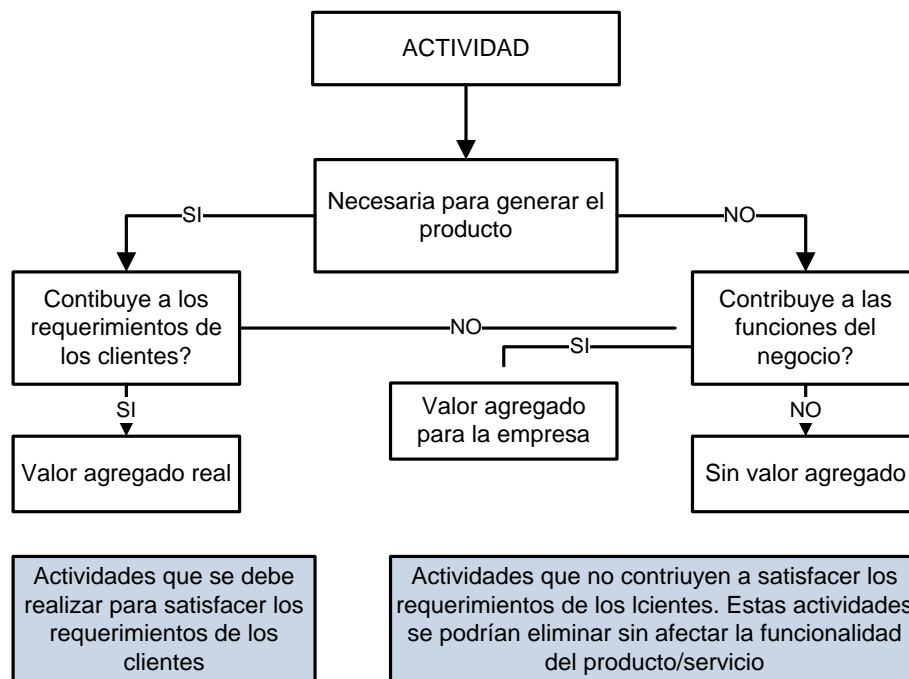 ACTIVIDAD
Necesaria para generar el
producto
SI
NO
Contibuye a los
requerimientos de
los clientes?
NO
SI
Contribuye a las
funciones del
negocio?
SI
Valor agregado
para la empresa
NO
Valor agregado real
Sin valor agregado
Actividades que se debe
realizar para satisfacer los
requerimientos de los
clientes
Actividades que no contriuyen a satisfacer los
requerimientos de los lcientes. Estas actividades
se podrían eliminar sin afectar la funcionalidad
del producto/servicio